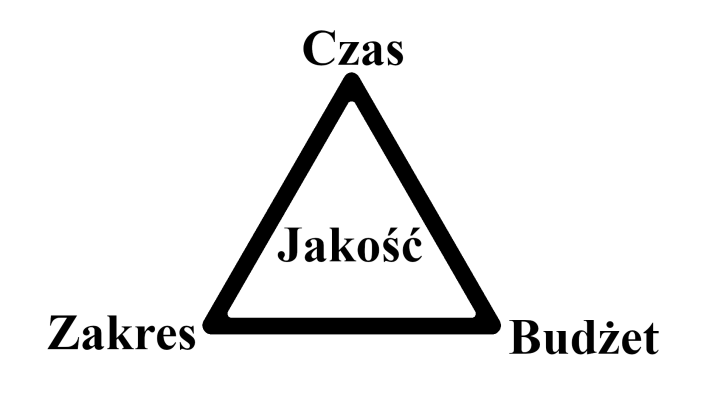 Czas
Jakość
Zakres
Budżet